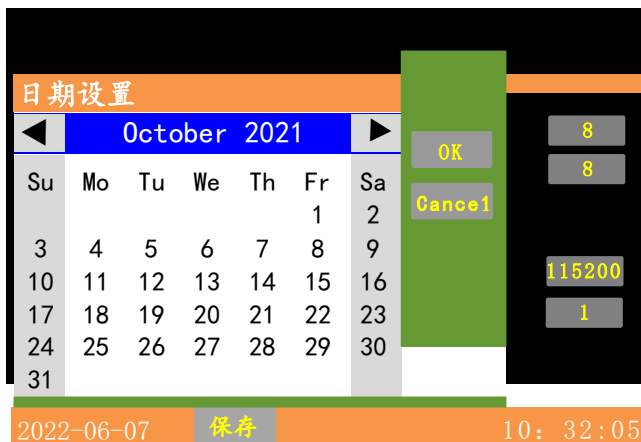 日期设置
October 2021
Su Mo Tu We Th Fr Sa
1 2
3 4 5 6 7 8 9
10 11 12 13 14 15 16
17 18 19 20 21 22 23
24 25 26 27 28 29 30
31
OK
Cancel
8
8
115200
1
2022-06-07 保存 10: 32:05